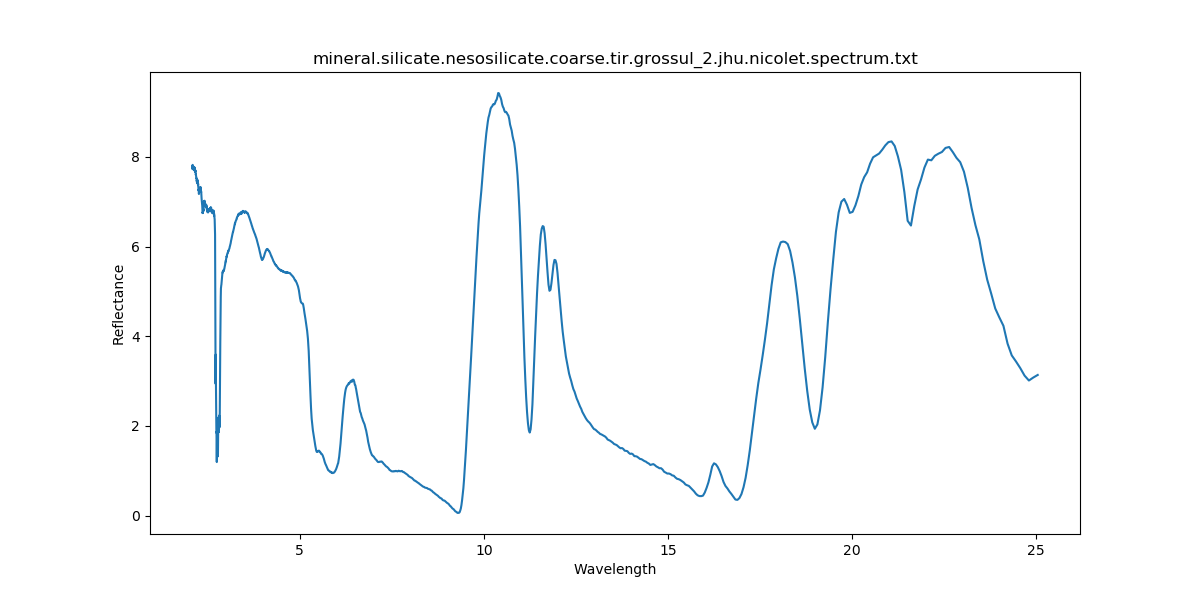 mineral.silicate.nesosilicate.coarse.tir.grossul_2.jhu.nicolet.spectrum.txt
Reflectance
8
6
4
2
0
5 10 15 20 25
Wavelength